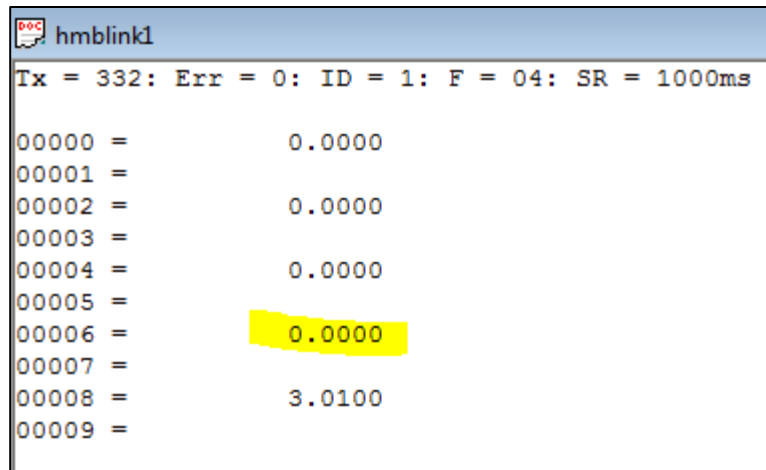 DOC
hmblink1
Tx = 332: Err = 0: ID = 1: F = 04: SR = 1000ms
00000 = 0.0000
00001 =
00002 = 0.0000
00003 =
00004 = 0.0000
00005 =
00006 = 0.0000
00007 =
00008 = 3.0100
00009 =